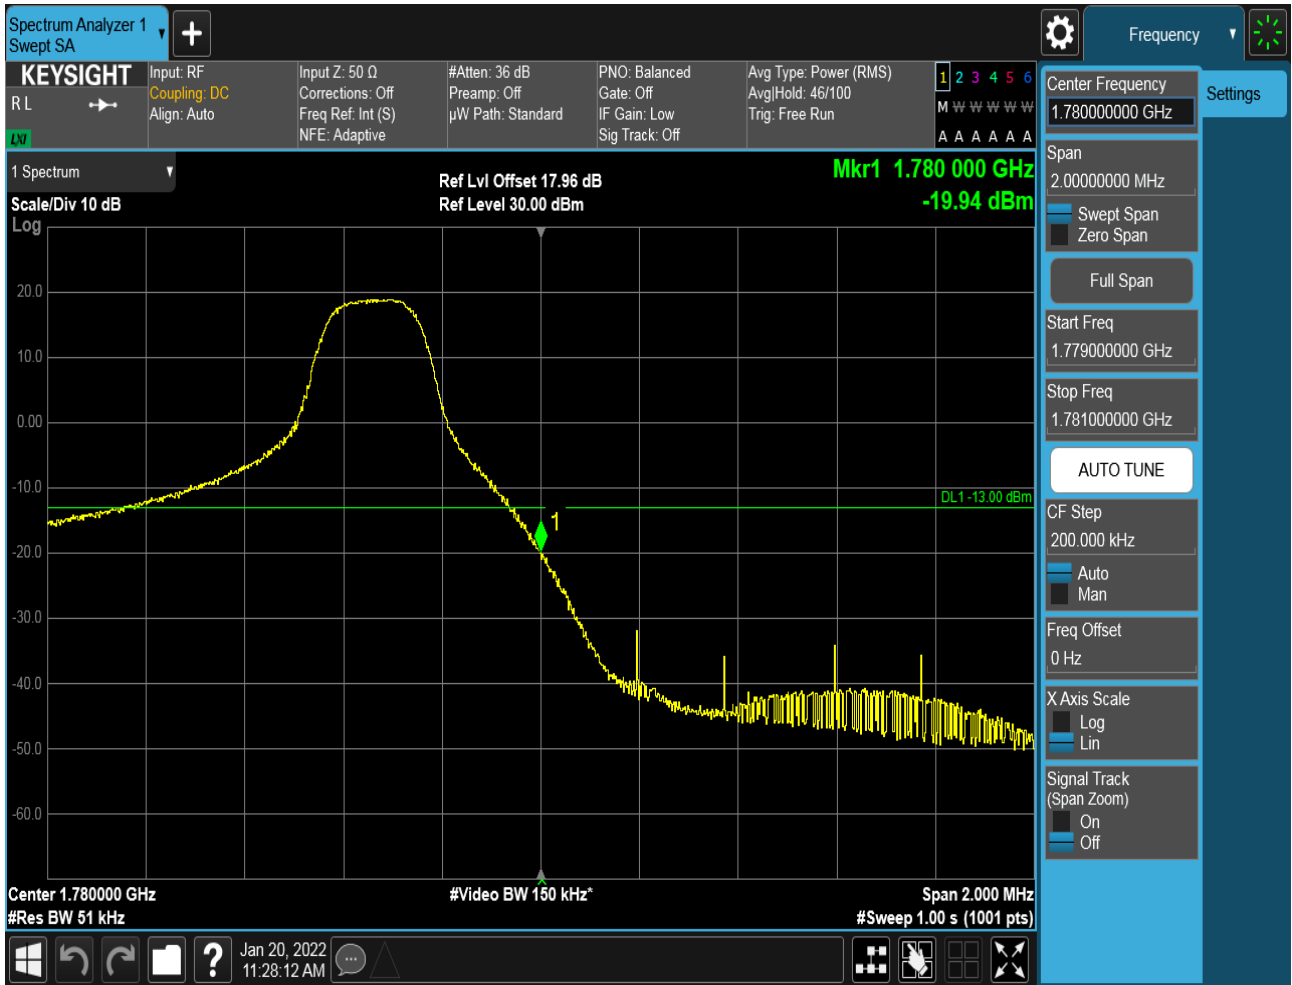 Spectrum Analyzer 1
Swept SA
Frequency
KEYSIGHT
R L
LXI
Input: RF
Coupling: DC
Align: Auto
Input Z: 50 Ω
Corrections: Off
Freq Ref: Int (S)
NFE: Adaptive
#Atten: 36 dB
Preamp: Off
µW Path: Standard
PNO: Balanced
Gate: Off
IF Gain: Low
Sig Track: Off
Avg Type: Power (RMS)
Avg|Hold: 46/100
Trig: Free Run
1 2 3 4 5 6
M W W W W W
A A A A A A
1 Spectrum
Scale/Div 10 dB
Log
Ref Lvl Offset 17.96 dB
Ref Level 30.00 dBm
Mkr1 1.780 000 GHz
-19.94 dBm
20.0
10.0
0.00
-10.0
DL1 -13.00 dBm
1
-20.0
-30.0
-40.0
-50.0
-60.0
Center 1.780000 GHz
#Video BW 150 kHz*
Span 2.000 MHz
#Res BW 51 kHz
#Sweep 1.00 s (1001 pts)
Center Frequency
1.780000000 GHz
Settings
Span
2.00000000 MHz
Swept Span
Zero Span
Full Span
Start Freq
1.779000000 GHz
Stop Freq
1.781000000 GHz
AUTO TUNE
CF Step
200.000 kHz
Auto
Man
Freq Offset
0 Hz
X Axis Scale
Log
Lin
Signal Track
(Span Zoom)
On
Off
?
Jan 20, 2022
11:28:12 AM